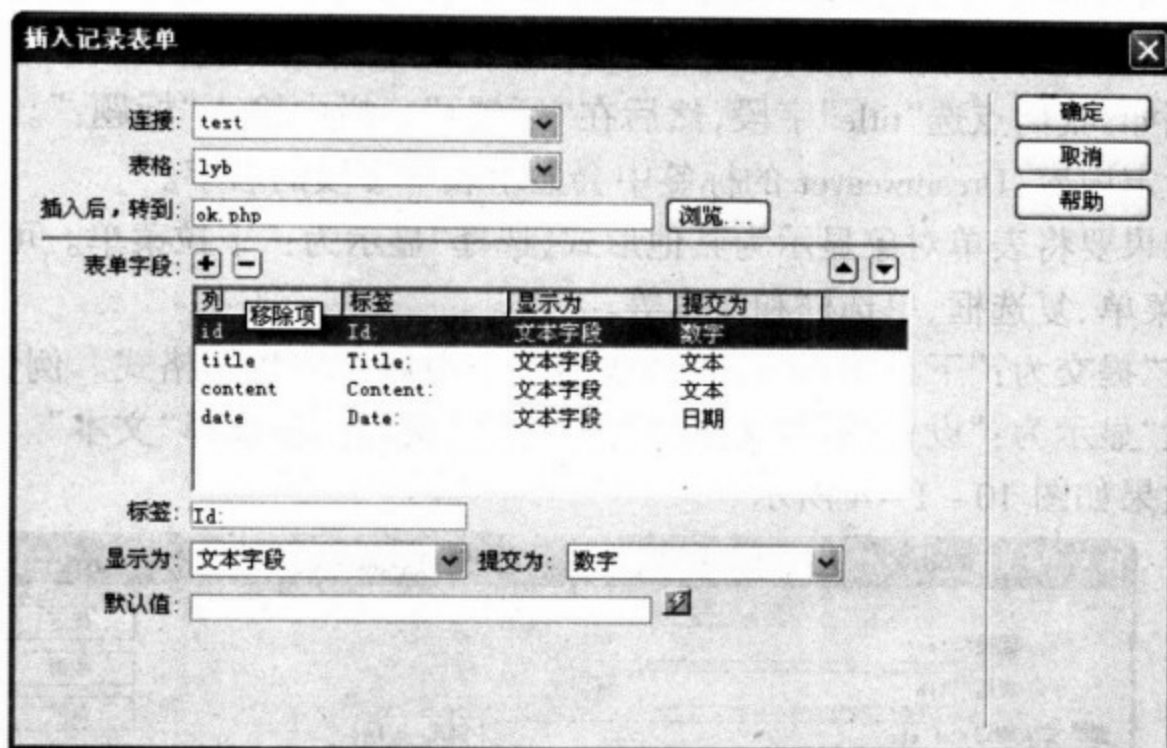 插入记录表单
连接: test
确定
表格: lyb
取消
插入后，转到: ok.php 浏览...
帮助
表单字段:
列 标签 显示为 提交为
移除项
id Id: 文本字段 数字
title Title: 文本字段 文本
content Content: 文本字段 文本
date Date: 文本字段 日期
标签: Id:
显示为: 文本字段 提交为: 数字
默认值: